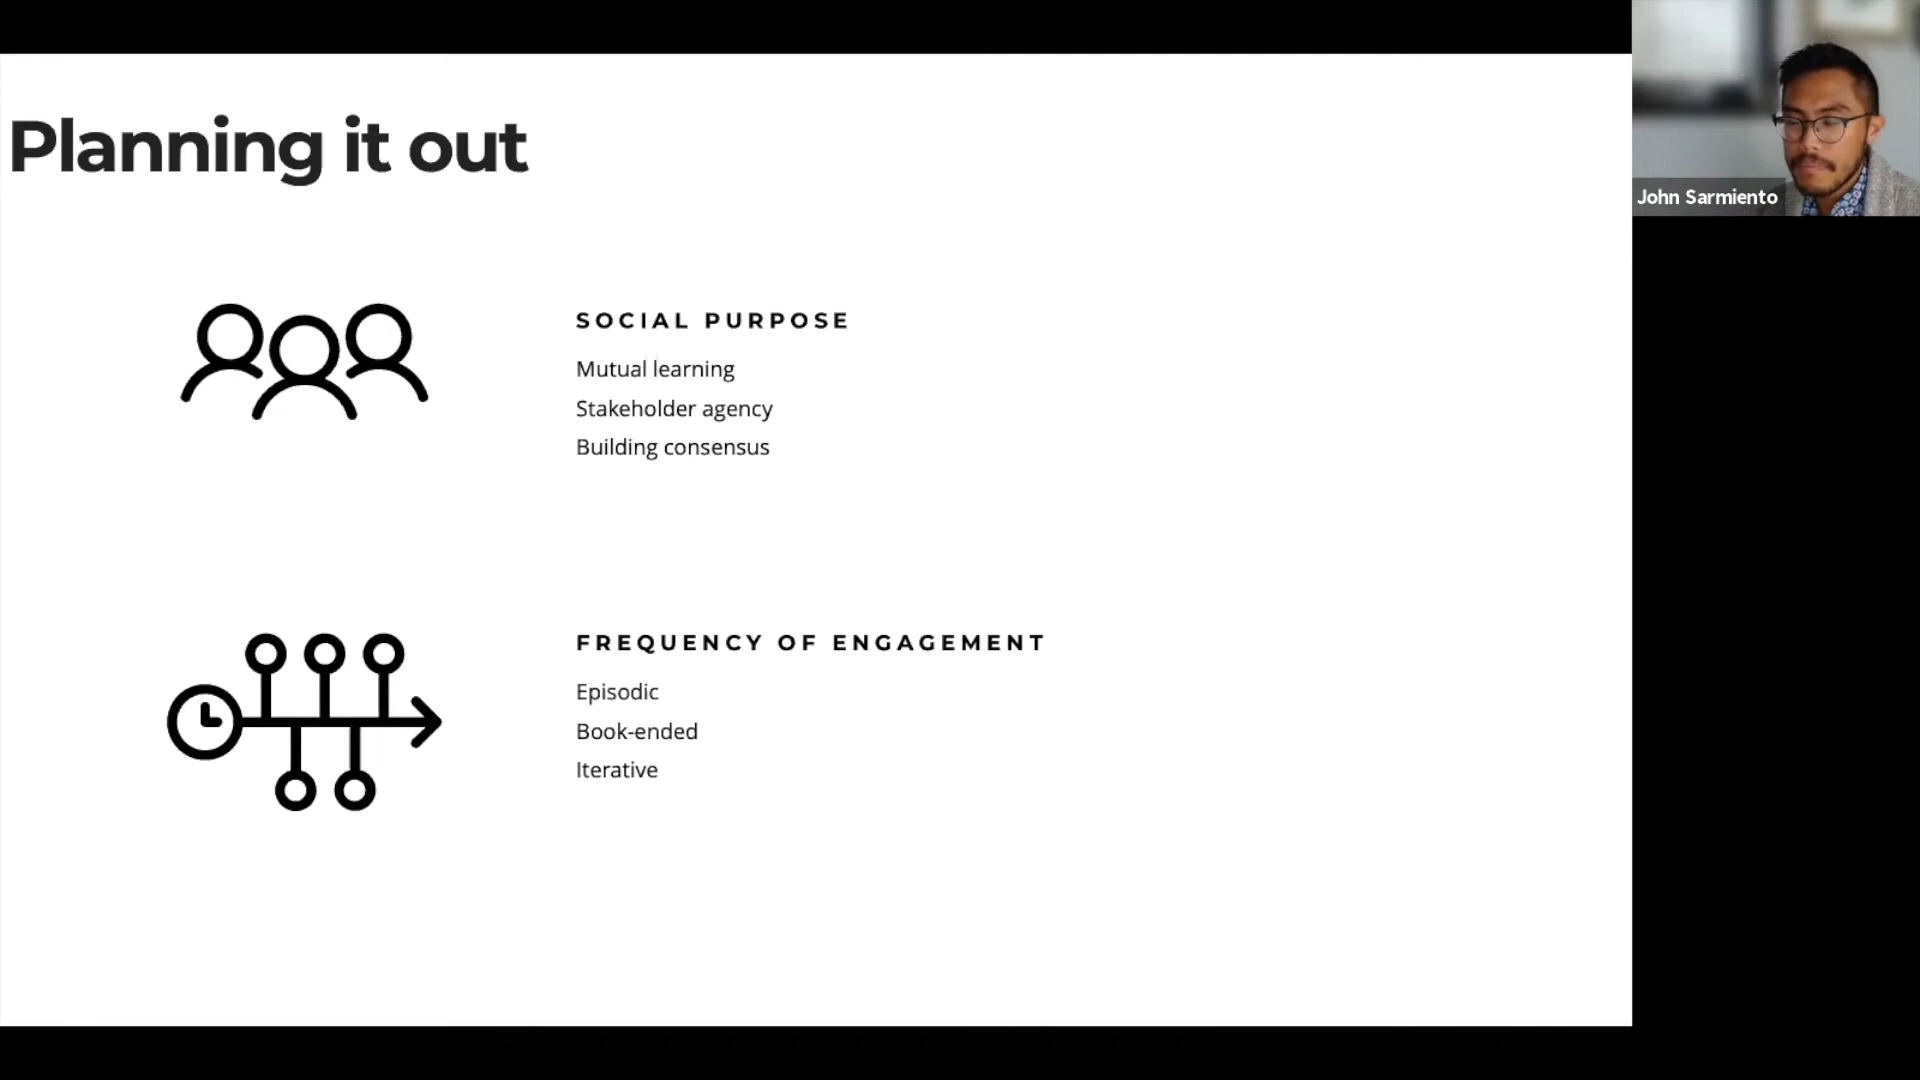 Planning it out
SOCIAL PURPOSE
Mutual learning
Stakeholder agency
Building consensus
FREQUENCY OF ENGAGEMENT
Episodic
Book-ended
Iterative
John Sarmiento